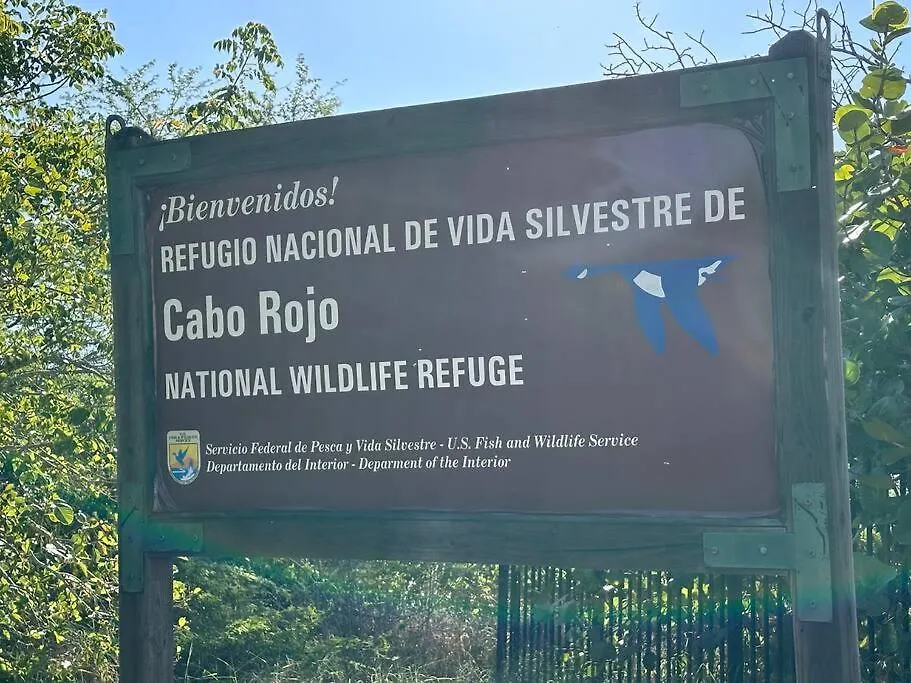 ¡Bienvenidos!
REFUGIO NACIONAL DE VIDA SILVESTRE DE
Cabo Rojo
NATIONAL WILDLIFE REFUGE
Servicio Federal de Pesca y Vida Silvestre - U.S. Fish and Wildlife Service
Departamento del Interior - Deparment of the Interior